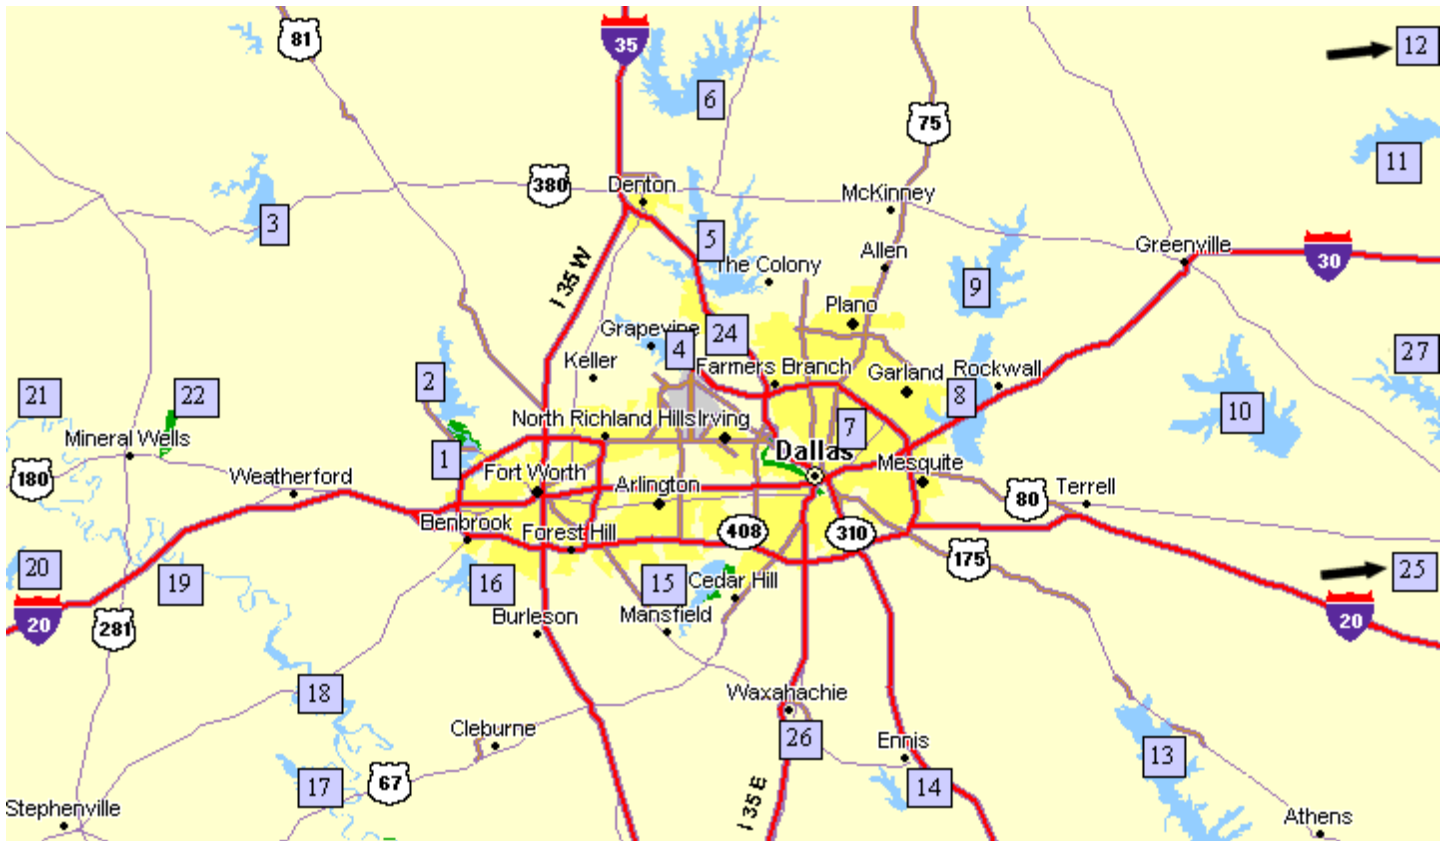 81
35
12
6
75
11
380
Denton
McKinney
3
5
Greenville
30
The Colony
Allen
I 35 W
9
Plano
Grapevine
24
4
Keller
Farmers Branch
Garland
Rockwall
27
2
21
22
8
10
North Richland Hills
Irving
7
Mineral Wells
Dallas
1
180
Weatherford
Fort Worth
Arlington
Mesquite
80
Terrell
Benbrook
Forest Hill
408
310
175
20
19
16
15
Cedar Hill
25
20
281
Burleson
Mansfield
20
18
Waxahachie
Cleburne
26
Ennis
13
17
67
14
I 35 E
Stephenville
Athens